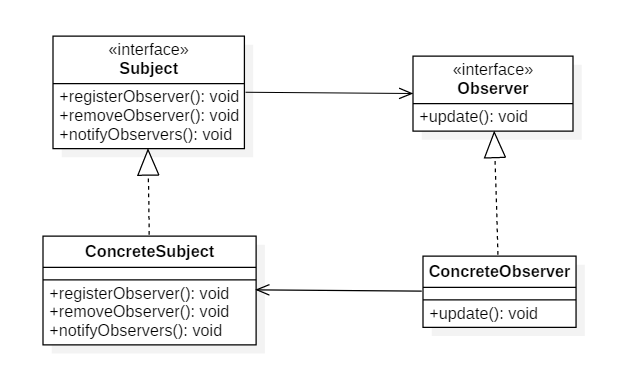 «interface»
Subject
+registerObserver(): void
+removeObserver(): void
+notifyObservers(): void
«interface»
Observer
+update(): void
ConcreteSubject
+registerObserver(): void
+removeObserver(): void
+notifyObservers(): void
ConcreteObserver
+update(): void